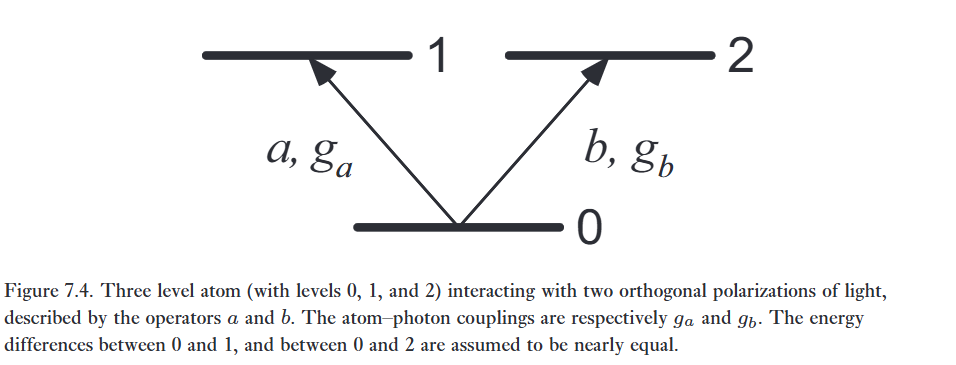 1
2
a, gₐ
b, g_b
0
Figure 7.4. Three level atom (with levels 0, 1, and 2) interacting with two orthogonal polarizations of light,
described by the operators a and b. The atom–photon couplings are respectively gₐ and g_b. The energy
differences between 0 and 1, and between 0 and 2 are assumed to be nearly equal.